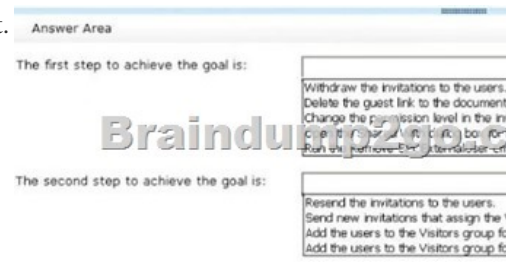 t.
Answer Area
The first step to achieve the goal is:
Withdraw the invitations to the users.
Delete the guest link to the document
Change the permission level in the in
Braindump2go.c
The second step to achieve the goal is:
Resend the invitations to the users.
Send new invitations that assign the
Add the users to the Visitors group fo
Add the users to the Visitors group fo